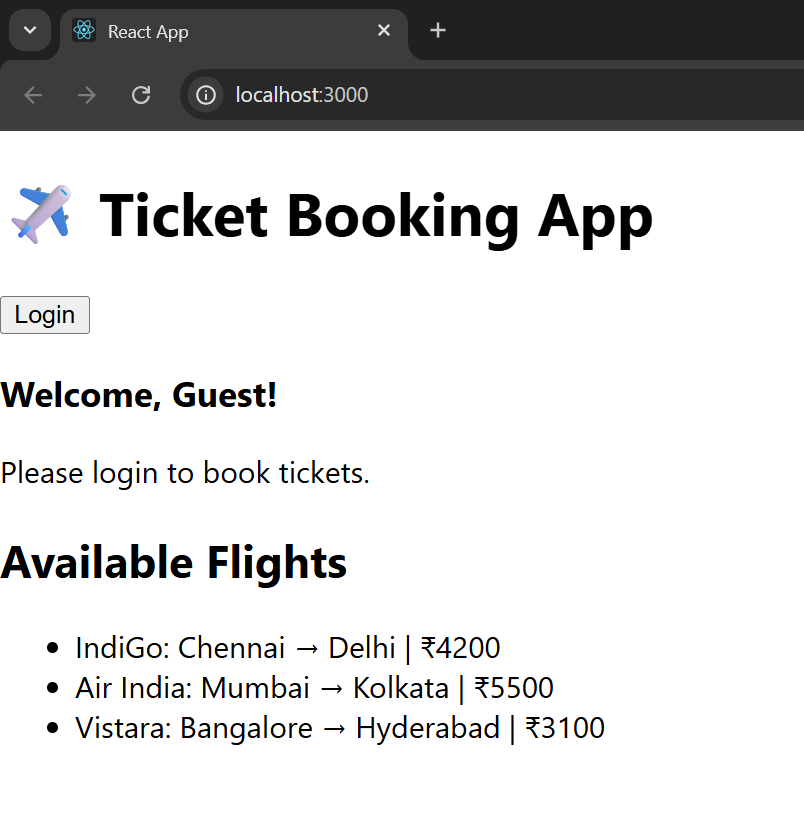 React App
localhost:3000
Ticket Booking App
Login
Welcome, Guest!
Please login to book tickets.
Available Flights
• IndiGo: Chennai → Delhi | ₹4200
• Air India: Mumbai → Kolkata | ₹5500
• Vistara: Bangalore → Hyderabad | ₹3100